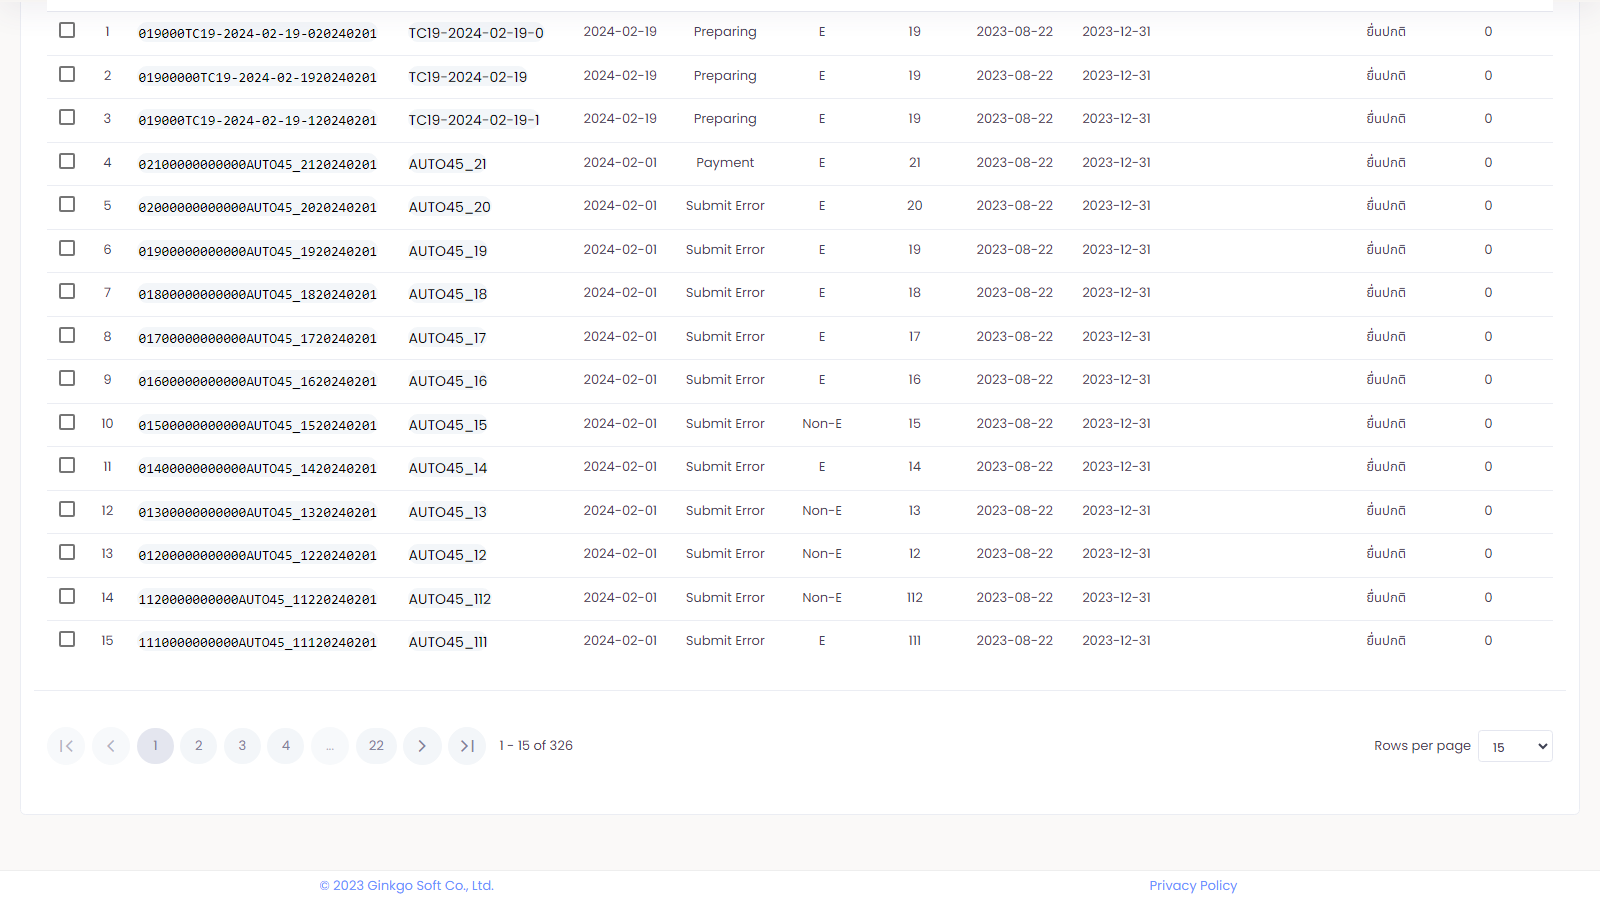 1 019000TC19-2024-02-19-020240201 TC19-2024-02-19-0 2024-02-19 Preparing E 19 2023-08-22 2023-12-31 ยื่นปกติ 0
2 01900000TC19-2024-02-1920240201 TC19-2024-02-19 2024-02-19 Preparing E 19 2023-08-22 2023-12-31 ยื่นปกติ 0
3 019000TC19-2024-02-19-120240201 TC19-2024-02-19-1 2024-02-19 Preparing E 19 2023-08-22 2023-12-31 ยื่นปกติ 0
4 02100000000000AUTO45_2120240201 AUTO45_21 2024-02-01 Payment E 21 2023-08-22 2023-12-31 ยื่นปกติ 0
5 02000000000000AUTO45_2020240201 AUTO45_20 2024-02-01 Submit Error E 20 2023-08-22 2023-12-31 ยื่นปกติ 0
6 01900000000000AUTO45_1920240201 AUTO45_19 2024-02-01 Submit Error E 19 2023-08-22 2023-12-31 ยื่นปกติ 0
7 01800000000000AUTO45_1820240201 AUTO45_18 2024-02-01 Submit Error E 18 2023-08-22 2023-12-31 ยื่นปกติ 0
8 01700000000000AUTO45_1720240201 AUTO45_17 2024-02-01 Submit Error E 17 2023-08-22 2023-12-31 ยื่นปกติ 0
9 01600000000000AUTO45_1620240201 AUTO45_16 2024-02-01 Submit Error E 16 2023-08-22 2023-12-31 ยื่นปกติ 0
10 01500000000000AUTO45_1520240201 AUTO45_15 2024-02-01 Submit Error Non-E 15 2023-08-22 2023-12-31 ยื่นปกติ 0
11 01400000000000AUTO45_1420240201 AUTO45_14 2024-02-01 Submit Error E 14 2023-08-22 2023-12-31 ยื่นปกติ 0
12 01300000000000AUTO45_1320240201 AUTO45_13 2024-02-01 Submit Error Non-E 13 2023-08-22 2023-12-31 ยื่นปกติ 0
13 01200000000000AUTO45_1220240201 AUTO45_12 2024-02-01 Submit Error Non-E 12 2023-08-22 2023-12-31 ยื่นปกติ 0
14 1120000000000AUTO45_11220240201 AUTO45_112 2024-02-01 Submit Error Non-E 112 2023-08-22 2023-12-31 ยื่นปกติ 0
15 1110000000000AUTO45_11120240201 AUTO45_111 2024-02-01 Submit Error E 111 2023-08-22 2023-12-31 ยื่นปกติ 0
1 2 3 4 ... 22 1 - 15 of 326 Rows per page 15
© 2023 Ginkgo Soft Co., Ltd. Privacy Policy